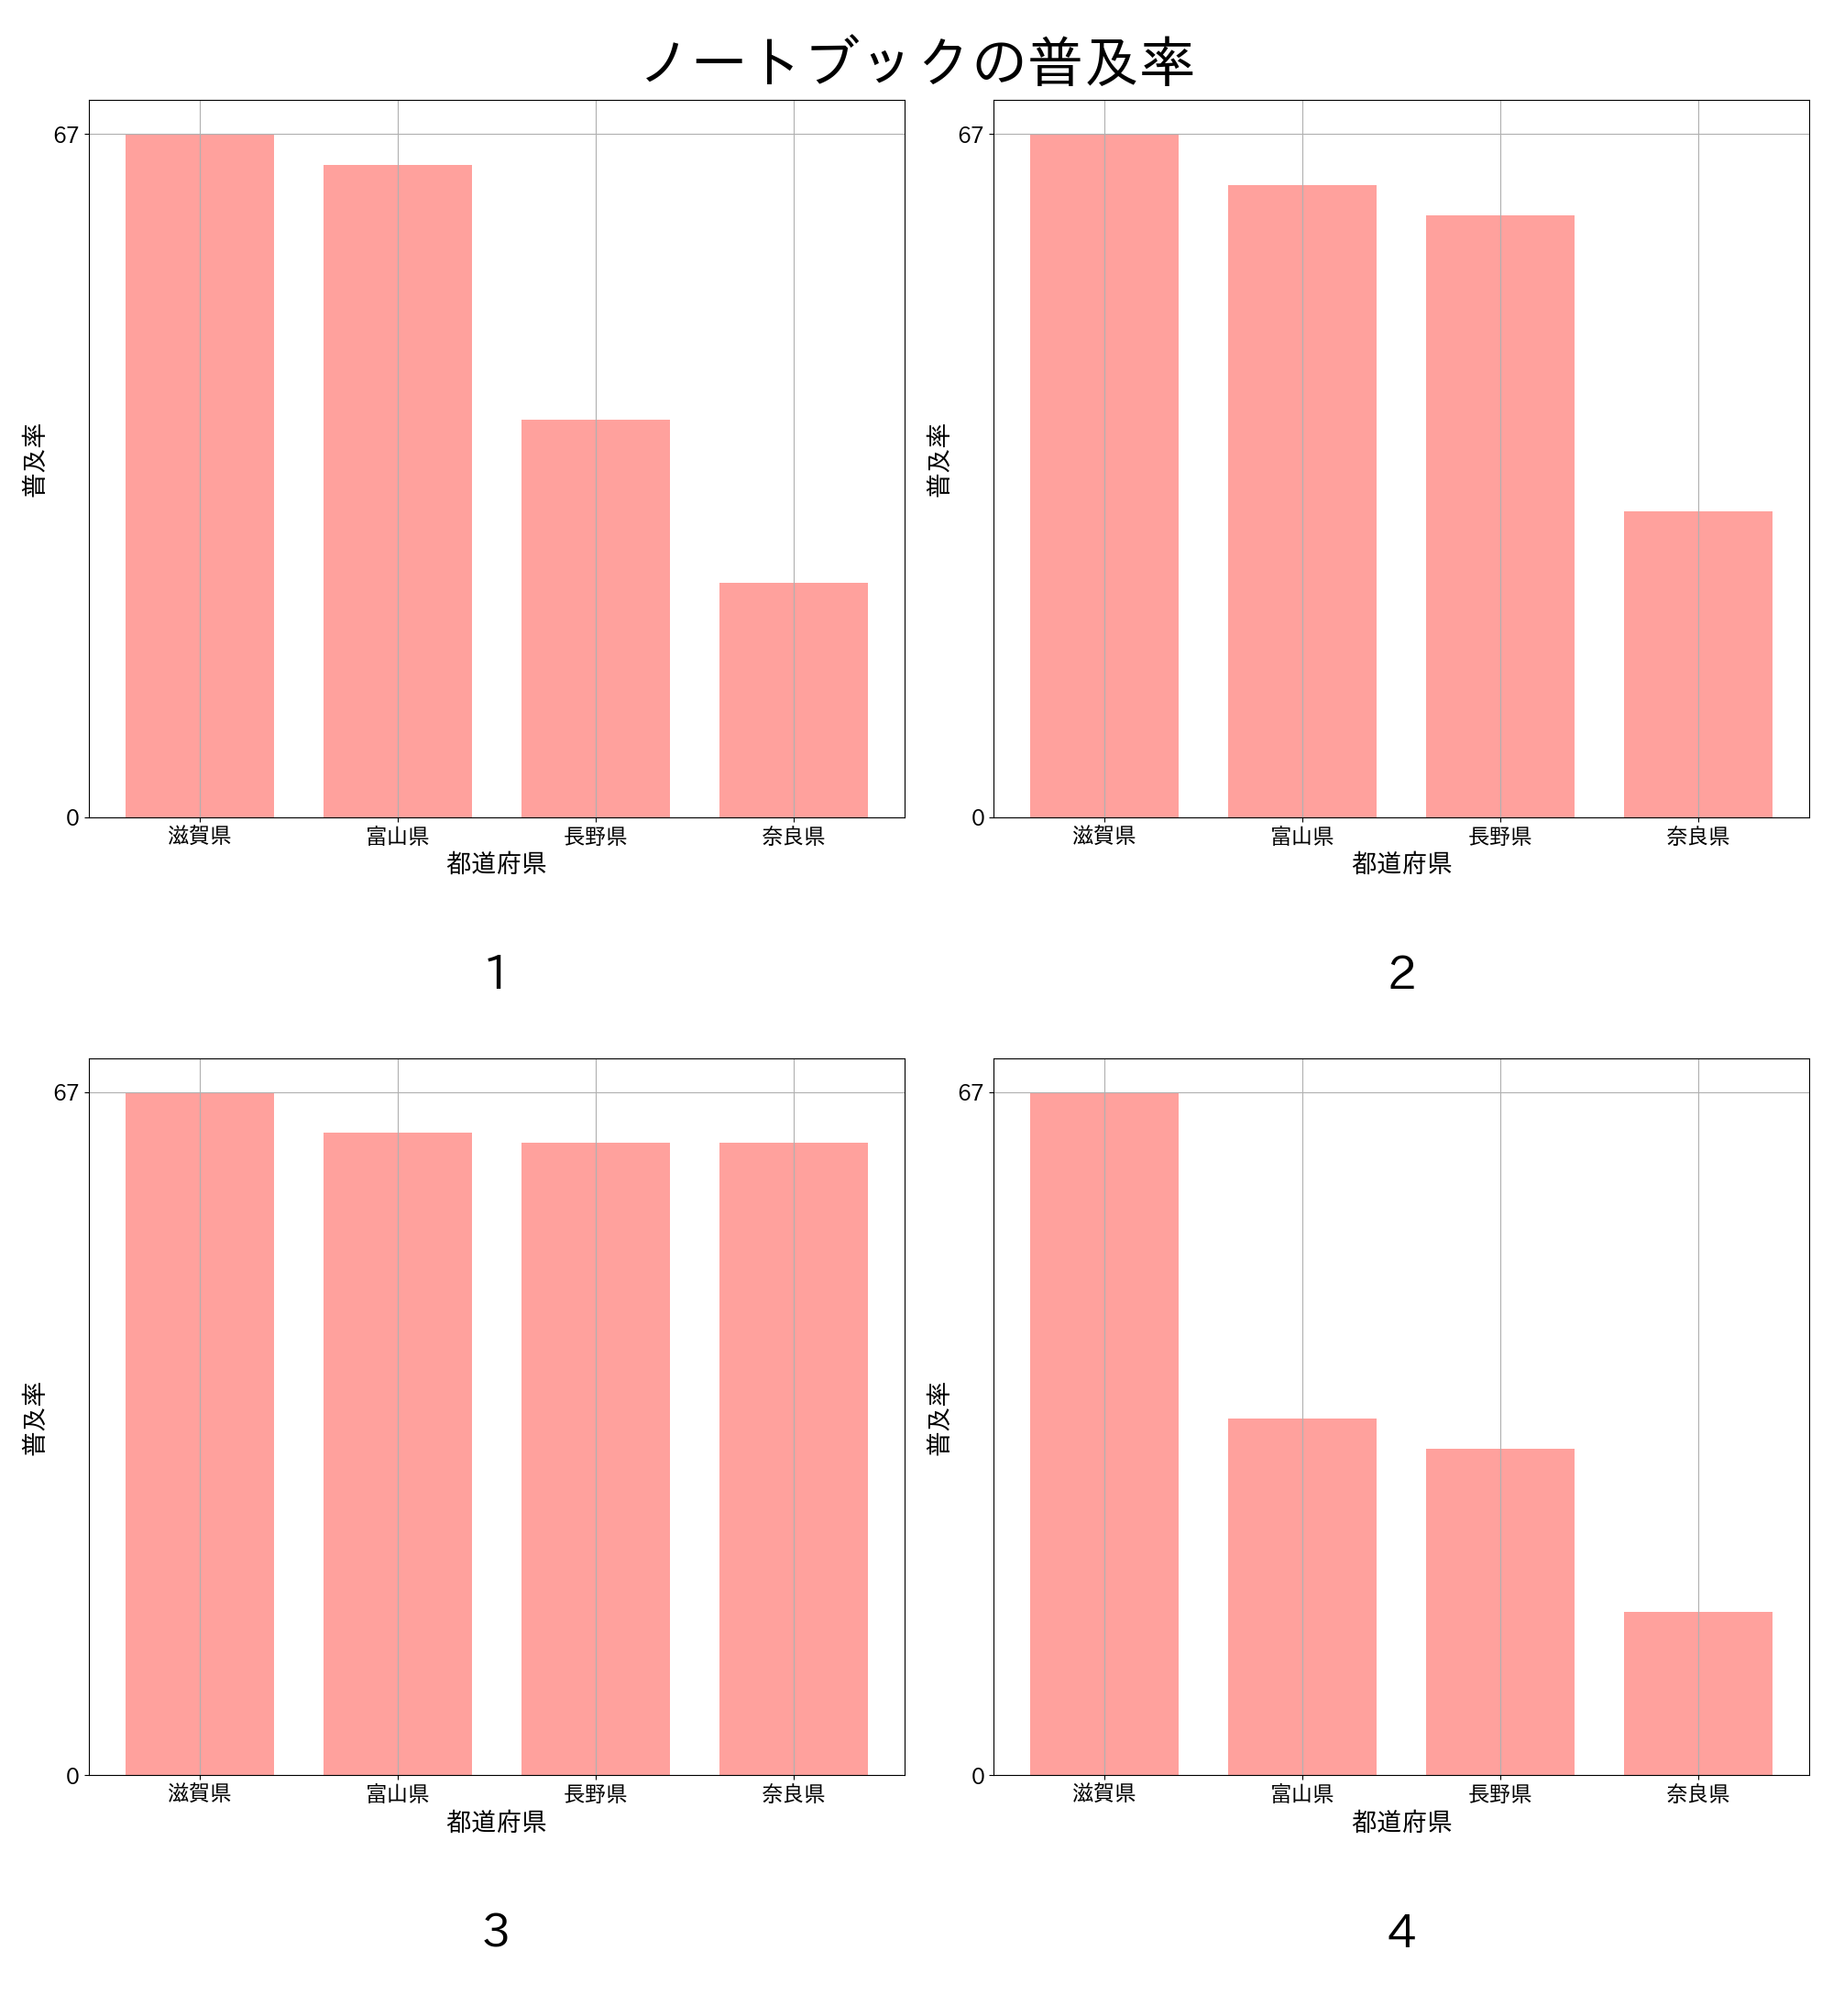 ノートブックの普及率
67
0
普及率
滋賀県 富山県 長野県 奈良県
都道府県
1
67
0
普及率
滋賀県 富山県 長野県 奈良県
都道府県
2
67
0
普及率
滋賀県 富山県 長野県 奈良県
都道府県
3
67
0
普及率
滋賀県 富山県 長野県 奈良県
都道府県
4